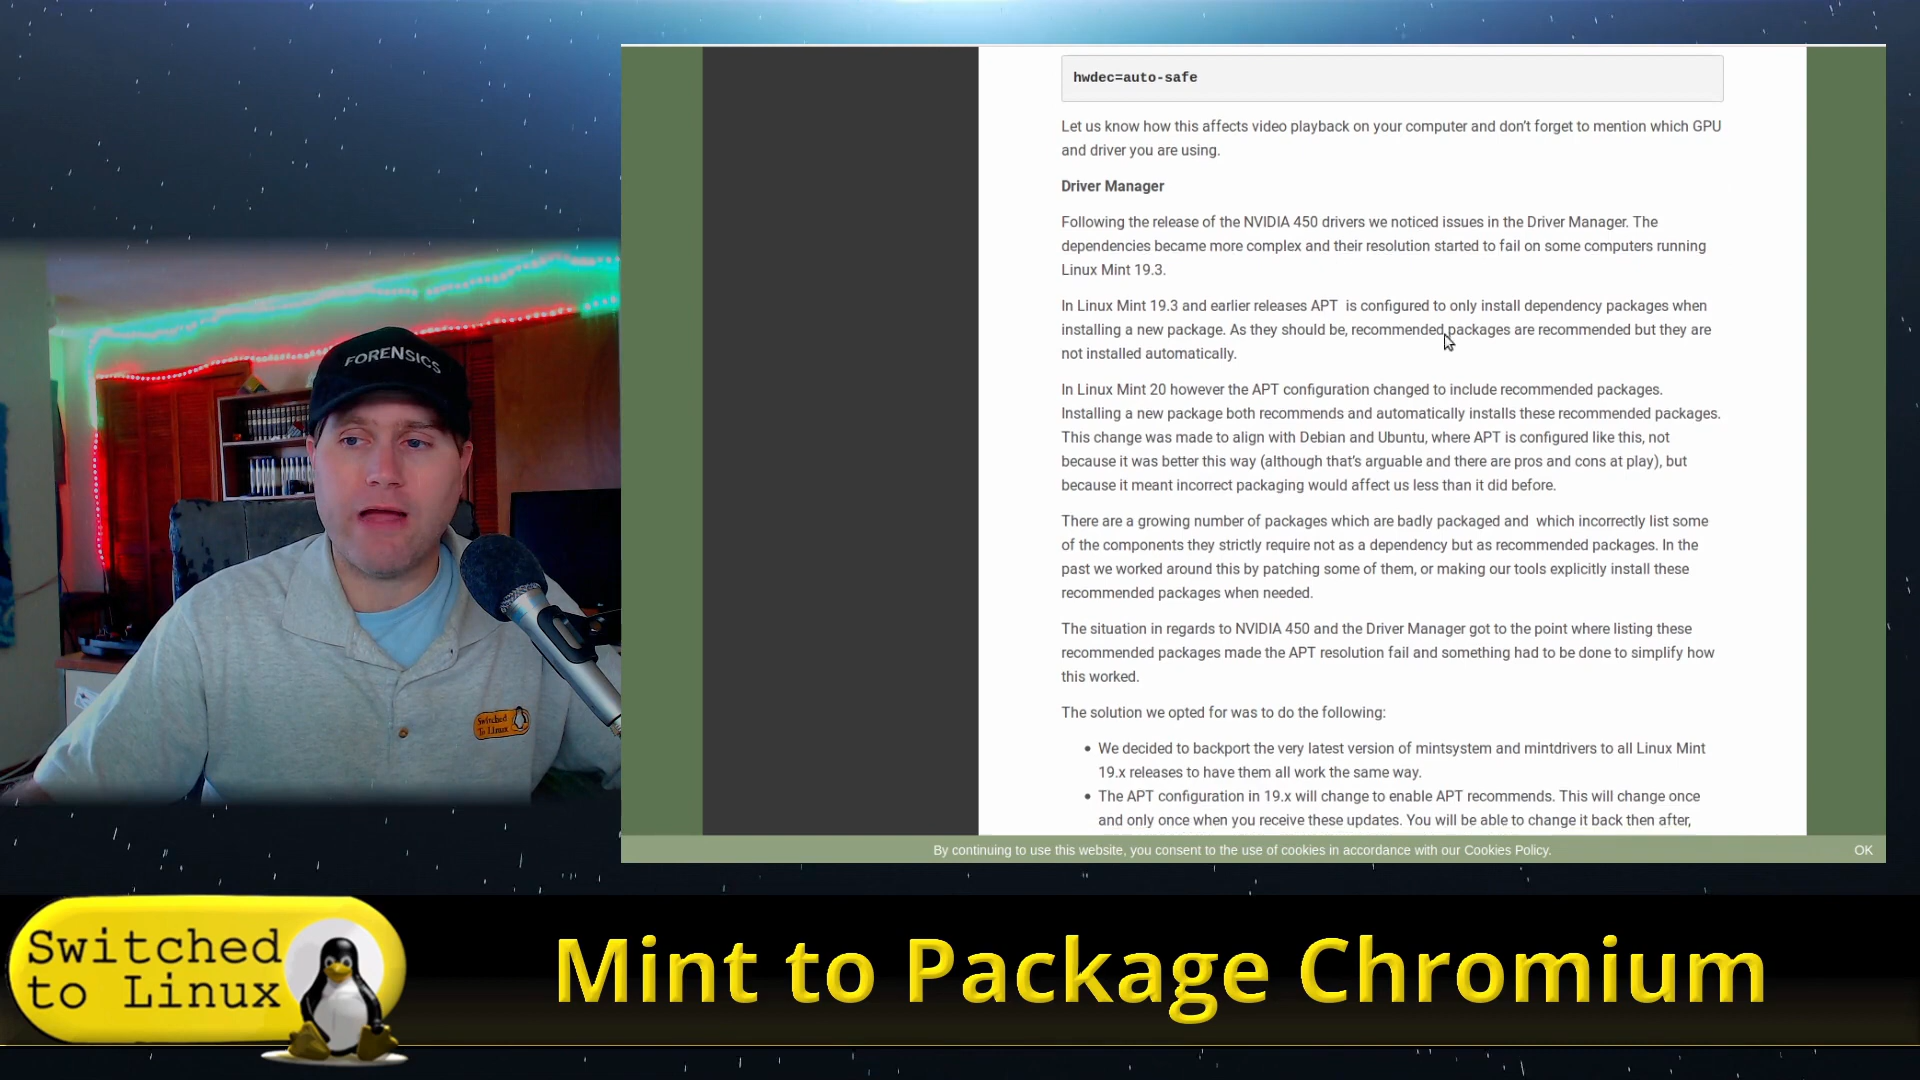 hwdec=auto-safe
Let us know how this affects video playback on your computer and don't forget to mention which GPU
and driver you are using.
Driver Manager
Following the release of the NVIDIA 450 drivers we noticed issues in the Driver Manager. The
dependencies became more complex and their resolution started to fail on some computers running
Linux Mint 19.3.
In Linux Mint 19.3 and earlier releases APT  is configured to only install dependency packages when
installing a new package. As they should be, recommended packages are recommended but they are
not installed automatically.
In Linux Mint 20 however the APT configuration changed to include recommended packages.
Installing a new package both recommends and automatically installs these recommended packages.
This change was made to align with Debian and Ubuntu, where APT is configured like this, not
because it was better this way (although that's arguable and there are pros and cons at play), but
because it meant incorrect packaging would affect us less than it did before.
There are a growing number of packages which are badly packaged and  which incorrectly list some
of the components they strictly require not as a dependency but as recommended packages. In the
past we worked around this by patching some of them, or making our tools explicitly install these
recommended packages when needed.
The situation in regards to NVIDIA 450 and the Driver Manager got to the point where listing these
recommended packages made the APT resolution fail and something had to be done to simplify how
this worked.
The solution we opted for was to do the following:
• We decided to backport the very latest version of mintsystem and mintdrivers to all Linux Mint
19.x releases to have them all work the same way.
• The APT configuration in 19.x will change to enable APT recommends. This will change once
and only once when you receive these updates. You will be able to change it back then after,
By continuing to use this website, you consent to the use of cookies in accordance with our Cookies Policy.
OK
FORENSICS
Switched
To Linux
Switched
to Linux
Mint to Package Chromium